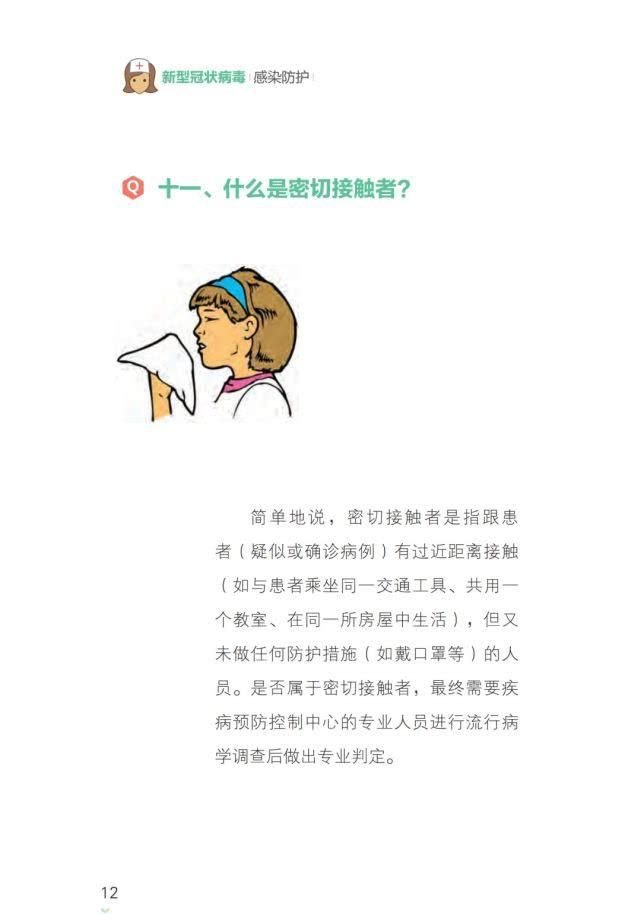 新型冠状病毒 感染防护
Q 十一、什么是密切接触者？
简单地说，密切接触者是指跟患
者（疑似或确诊病例）有过近距离接触
（如与患者乘坐同一交通工具、共用一
个教室、在同一所房屋中生活），但又
未做任何防护措施（如戴口罩等）的人
员。是否属于密切接触者，最终需要疾
病预防控制中心的专业人员进行流行病
学调查后做出专业判定。
12